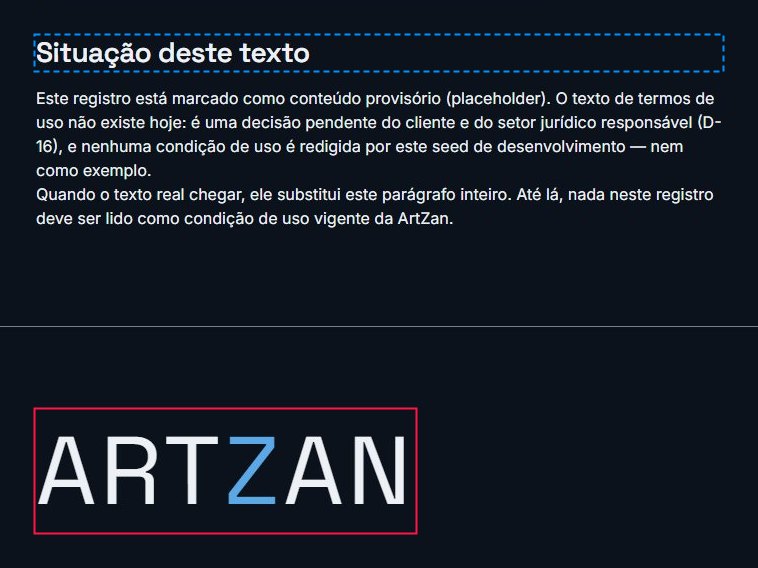 Situação deste texto
Este registro está marcado como conteúdo provisório (placeholder). O texto de termos de
uso não existe hoje: é uma decisão pendente do cliente e do setor jurídico responsável (D-
16), e nenhuma condição de uso é redigida por este seed de desenvolvimento — nem
como exemplo.
Quando o texto real chegar, ele substitui este parágrafo inteiro. Até lá, nada neste registro
deve ser lido como condição de uso vigente da ArtZan.
ARTZAN